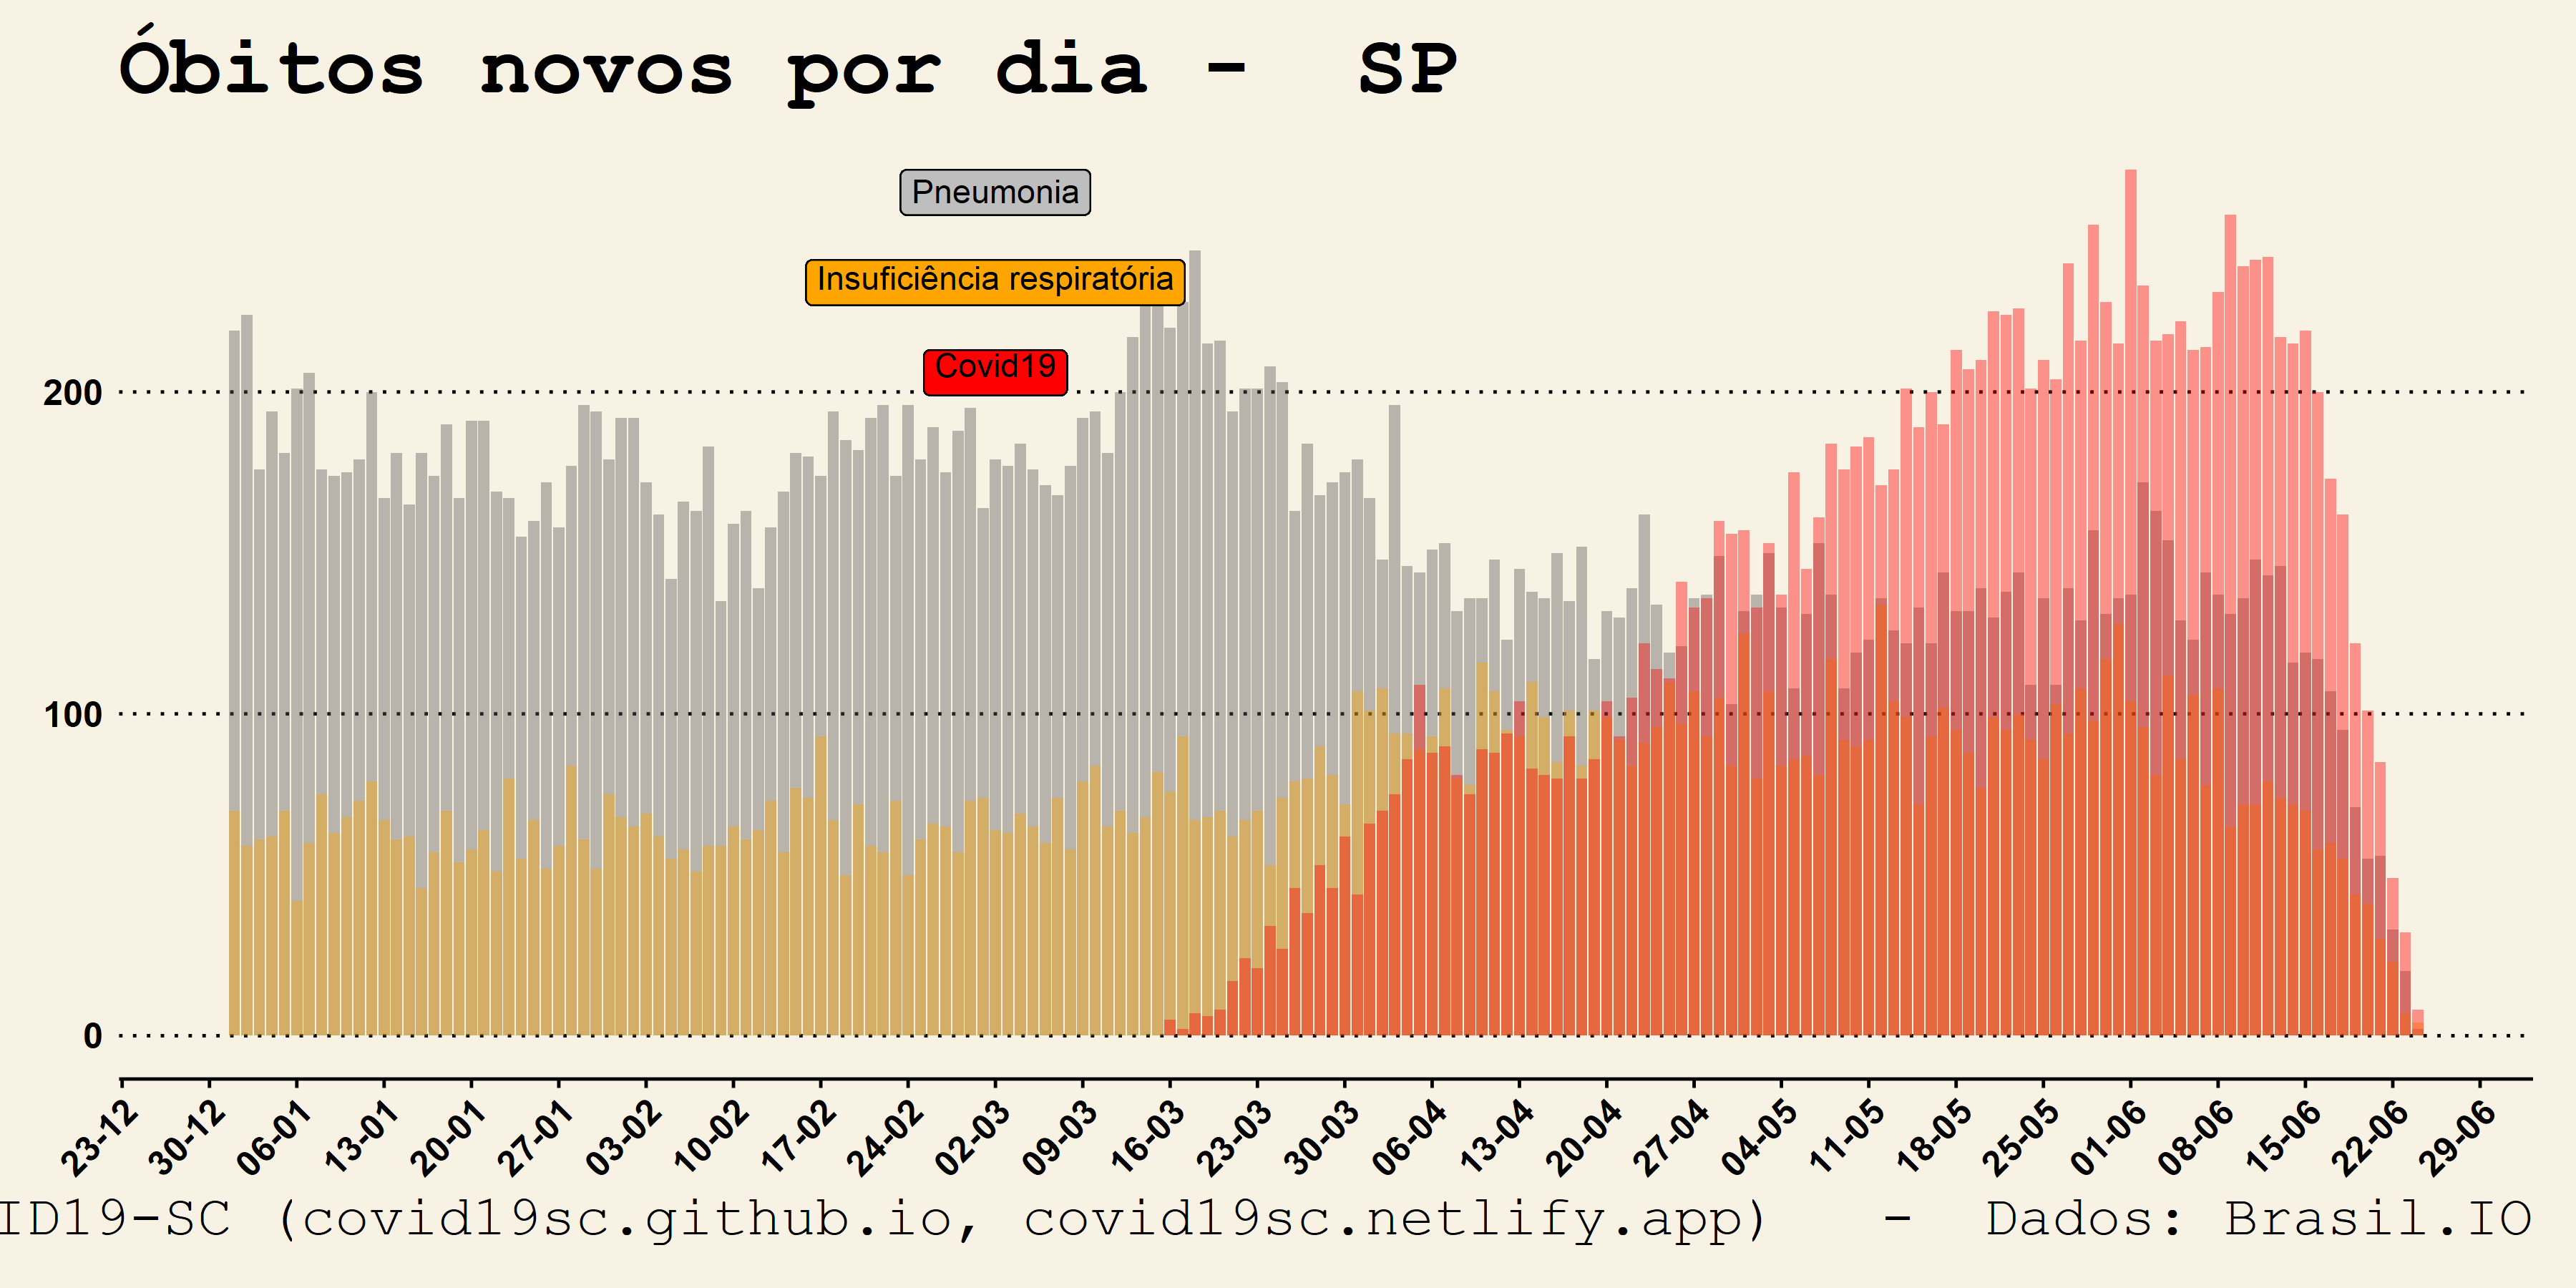 Óbitos novos por dia - SP
Pneumonia
Insuficiência respiratória
Covid19
200
100
0
23-12 30-12 06-01 13-01 20-01 27-01 03-02 10-02 17-02 24-02 02-03 09-03 16-03 23-03 30-03 06-04 13-04 20-04 27-04 04-05 11-05 18-05 25-05 01-06 08-06 15-06 22-06 29-06
ID19-SC (covid19sc.github.io, covid19sc.netlify.app) - Dados: Brasil.IO